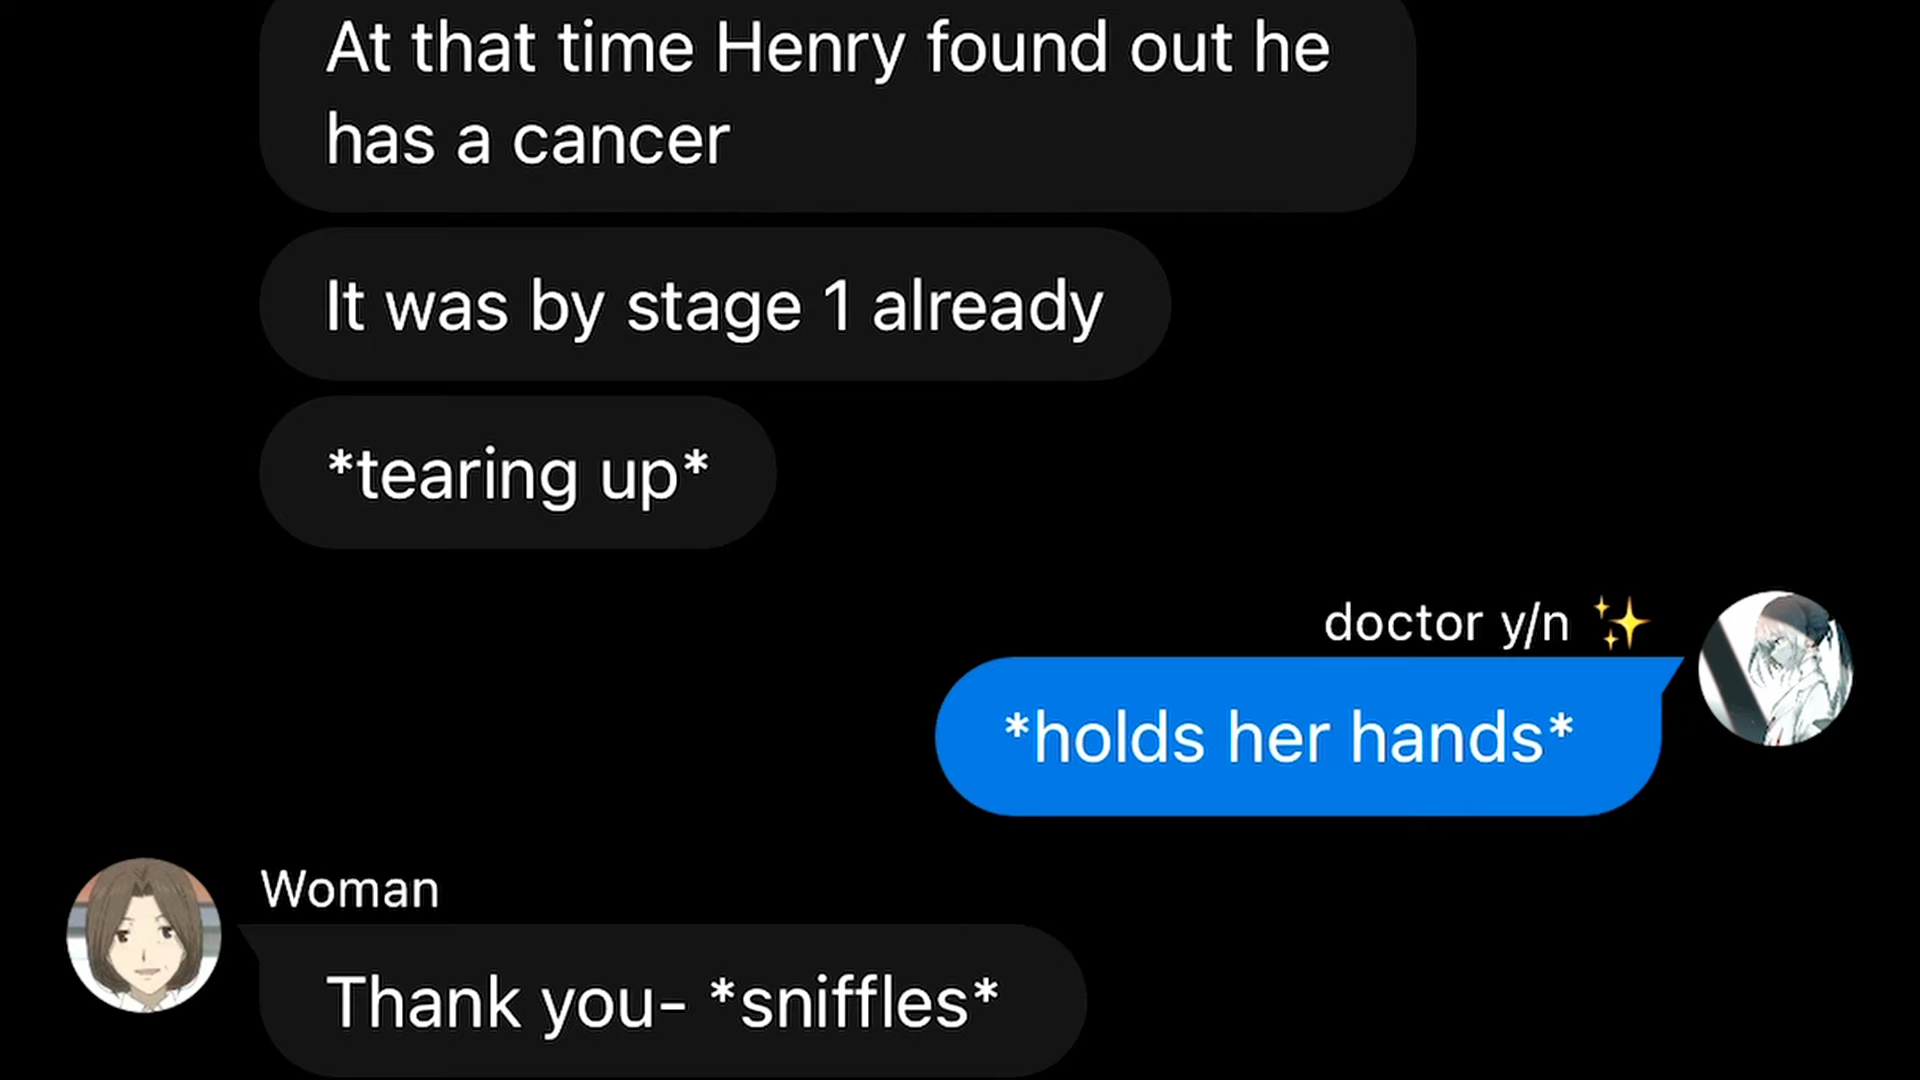 At that time Henry found out he
has a cancer
It was by stage 1 already
*tearing up*
doctor y/n ✨
*holds her hands*
Woman
Thank you- *sniffles*